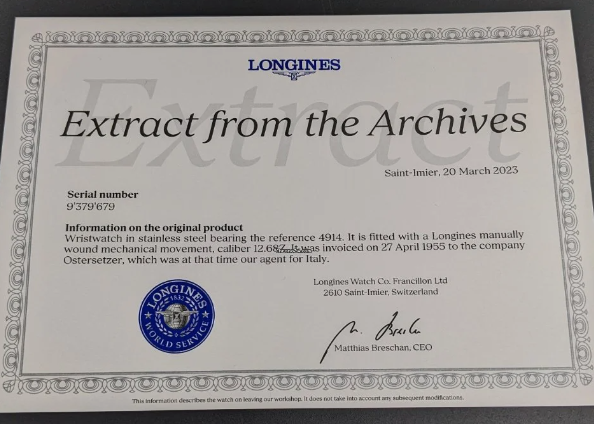 LONGINES
Extract
Extract from the Archives
Saint-Imier, 20 March 2023
Serial number
9'379'679
Information on the original product
Wristwatch in stainless steel bearing the reference 4914. It is fitted with a Longines manually
wound mechanical movement, caliber It was invoiced on 27 April 1955 to the company
Ostersetzer, which was at that time our agent for Italy.
Longines Watch Co. Francillon Ltd
2610 Saint-Imier, Switzerland
LONGINES
1832
WORLD SERVICE
Matthias Breschan, CEO
This information describes the watch on leaving our workshop. It does not take into account any subsequent modifications.